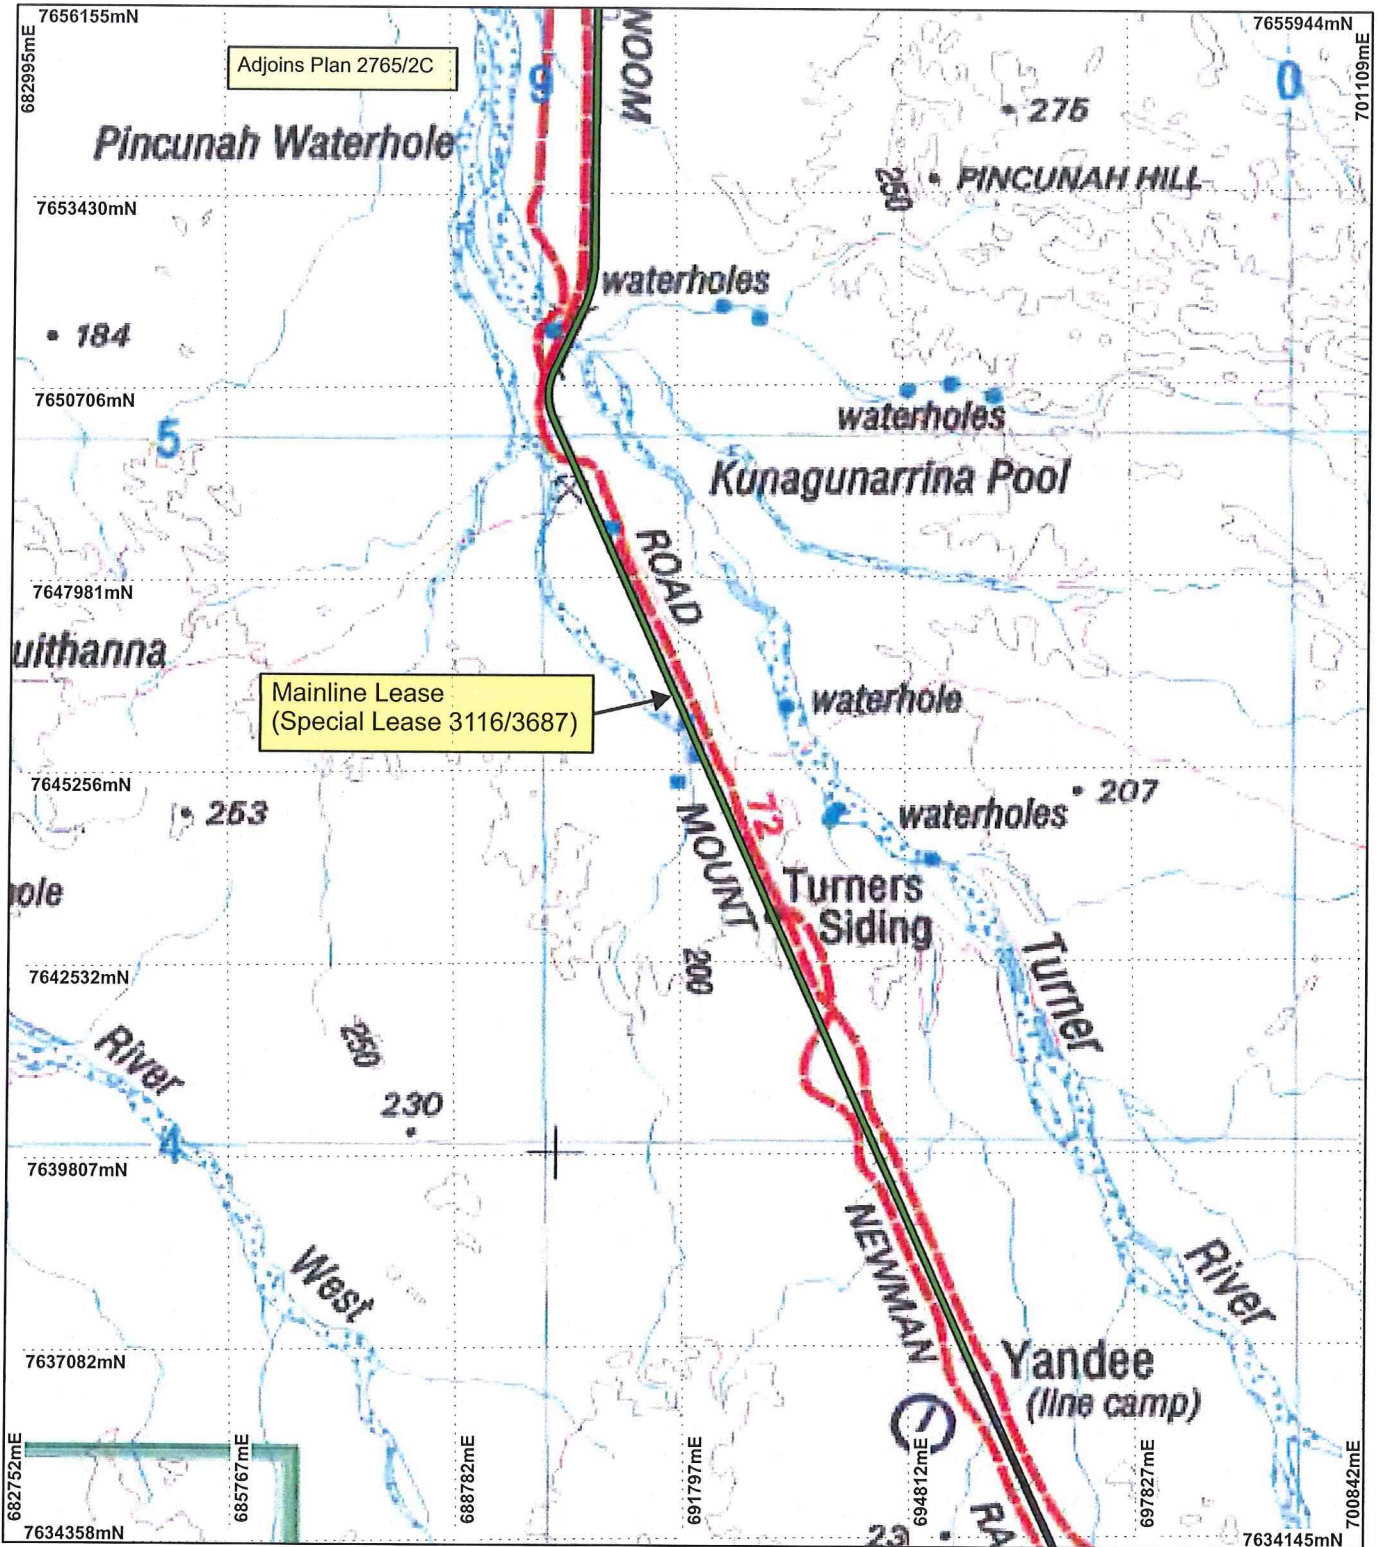 7656155mN
7655944mN
682995mE
701109mE
Adjoins Plan 2765/2C
9
0
NOOM
275
Pincunah Waterhole
250
PINCUNAH HILL
7653430mN
waterholes
184
7650706mN
waterholes
5
Kunagunarrina Pool
ROAD
7647981mN
uithanna
Mainline Lease
(Special Lease 3116/3687)
waterhole
7645256mN
207
253
72
waterholes
MOUNT
Turners
Siding
ole
Turner
200
7642532mN
River
250
230
4
7639807mN
NEWMAN
West
River
7637082mN
Yandee
(line camp)
682752mE
685767mE
688782mE
691797mE
694812mE
697827mE
700842mE
7634358mN
23
RA
7634145mN